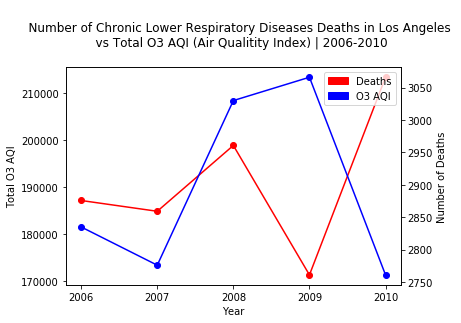 Number of Chronic Lower Respiratory Diseases Deaths in Los Angeles
vs Total O3 AQI (Air Qualitity Index) | 2006-2010
Deaths
O3 AQI
210000
200000
190000
180000
170000
Total O3 AQI
3050
3000
2950
2900
2850
2800
2750
Number of Deaths
2006 2007 2008 2009 2010
Year